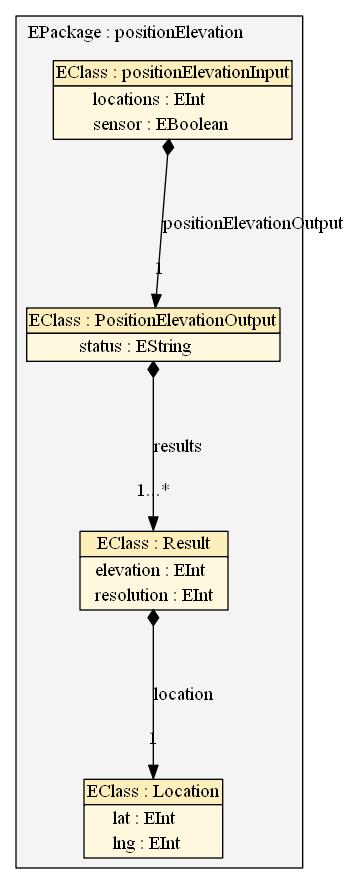 EPackage : positionElevation
EClass : positionElevationInput
locations : EInt
sensor : EBoolean
positionElevationOutput
1
EClass : PositionElevationOutput
status : EString
results
1...*
EClass : Result
elevation : EInt
resolution : EInt
location
1
EClass : Location
lat : EInt
lng : EInt